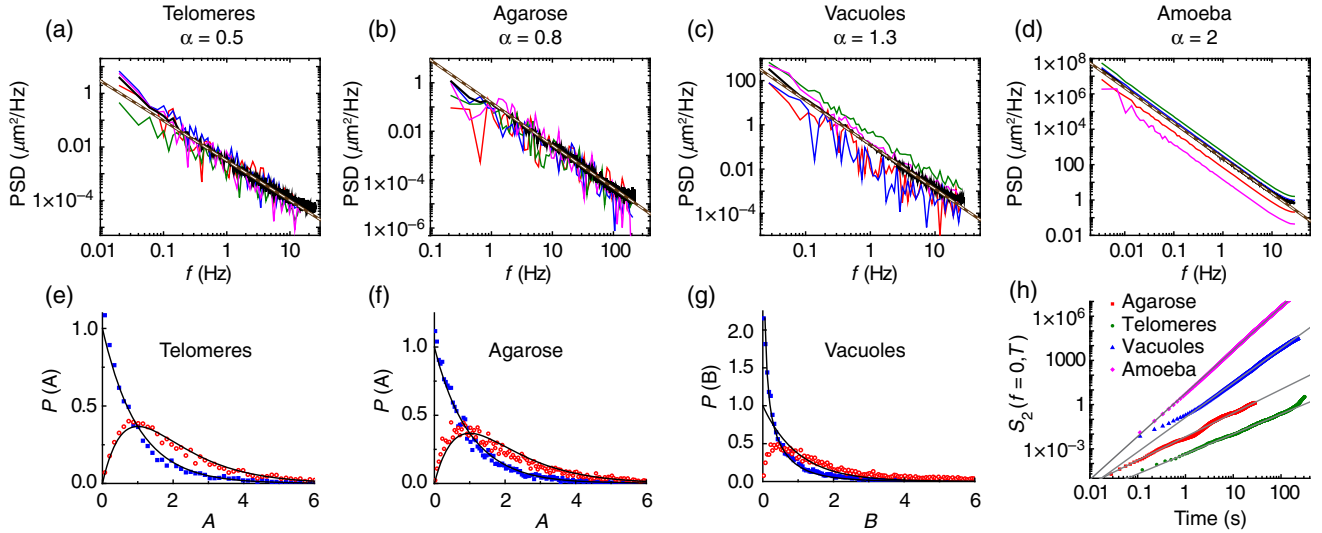 Telomeres
(a) α = 0.5
PSD (μm²/Hz)
1
0.01
1×10⁻⁴
0.01 0.1 1 10 100
f (Hz)
Agarose
(b) α = 0.8
PSD (μm²/Hz)
1
0.01
1×10⁻⁴
1×10⁻⁶
0.1 1 10 100
f (Hz)
Vacuoles
(c) α = 1.3
PSD (μm²/Hz)
100
1
0.01
1×10⁻⁴
0.1 1 10
f (Hz)
Amoeba
(d) α = 2
PSD (μm²/Hz)
1×10⁸
1×10⁶
1×10⁴
100
1
0.01
0.001 0.1 10
f (Hz)
(e)
Telomeres
P (A)
1.0
0.5
0.0
0 2 4 6
A
(f)
Agarose
P (A)
1.0
0.5
0.0
0 2 4 6
A
(g)
Vacuoles
P (B)
2.0
1.5
1.0
0.5
0.0
0 1 2 3 4 5 6
B
(h)
Agarose
Telomeres
Vacuoles
Amoeba
S₂ (f = 0,T)
1×10⁶
1000
1
1×10⁻³
0.01 0.1 1 10 100
Time (s)